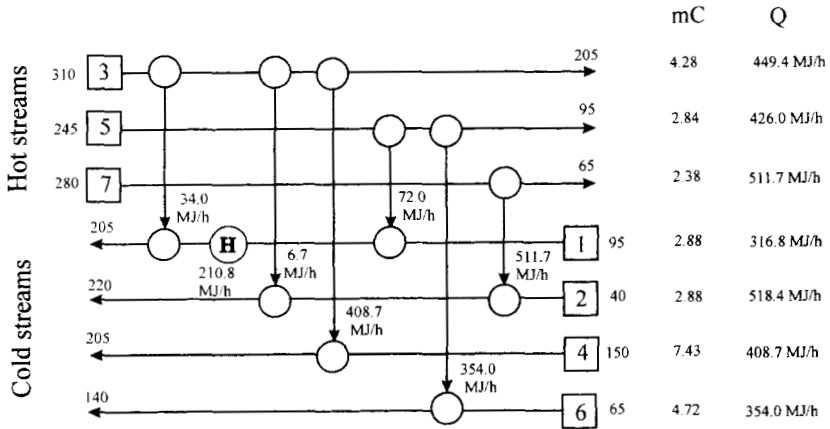 mC Q
Hot streams
310 3 205 4.28 449.4 MJ/h
245 5 95 2.84 426.0 MJ/h
280 7 65 2.38 511.7 MJ/h
34.0
MJ/h
72.0
MJ/h
Cold streams
205 H 1 95 2.88 316.8 MJ/h
210.8
MJ/h
6.7
MJ/h
511.7
MJ/h
220 2 40 2.88 518.4 MJ/h
408.7
MJ/h
205 4 150 7.43 408.7 MJ/h
354.0
MJ/h
140 6 65 4.72 354.0 MJ/h